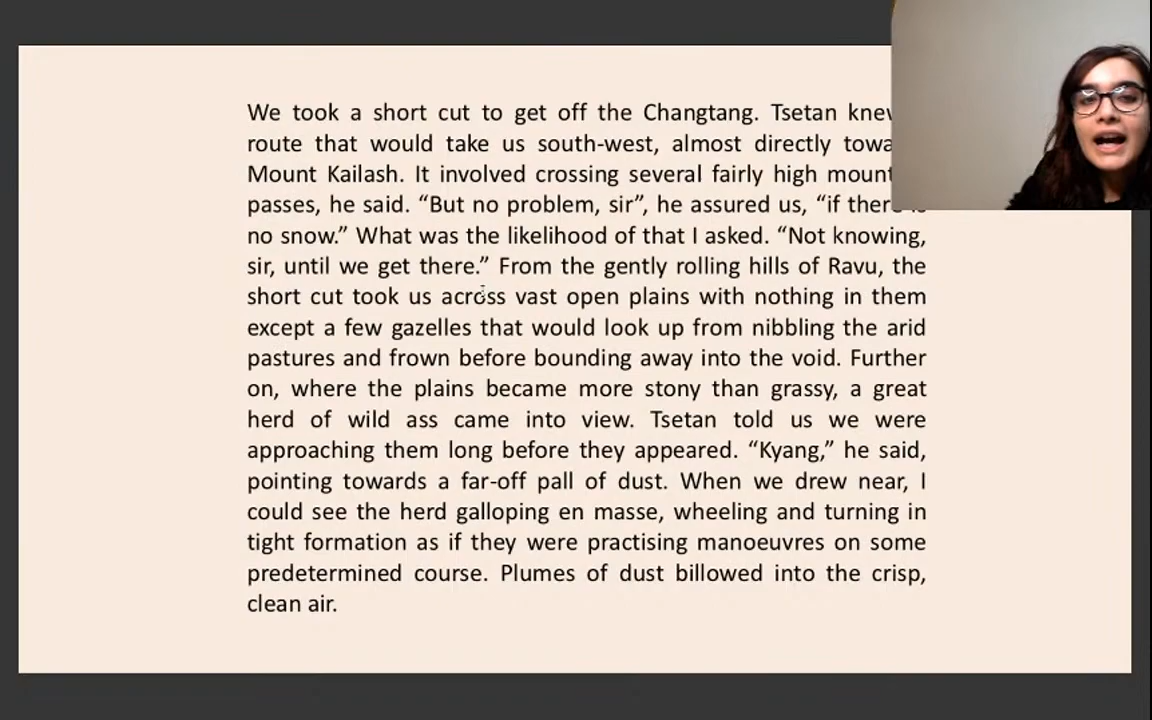 We took a short cut to get off the Changtang. Tsetan
route that would take us south-west, almost directly
Mount Kailash. It involved crossing several fairly high
passes, he said. “But no problem, sir”, he assured us, “if
no snow.” What was the likelihood of that I asked. “Not knowing,
sir, until we get there.” From the gently rolling hills of Ravu, the
short cut took us across vast open plains with nothing in them
except a few gazelles that would look up from nibbling the arid
pastures and frown before bounding away into the void. Further
on, where the plains became more stony than grassy, a great
herd of wild ass came into view. Tsetan told us we were
approaching them long before they appeared. “Kyang,” he said,
pointing towards a far-off pall of dust. When we drew near, I
could see the herd galloping en masse, wheeling and turning in
tight formation as if they were practising manoeuvres on some
predetermined course. Plumes of dust billowed into the crisp,
clean air.